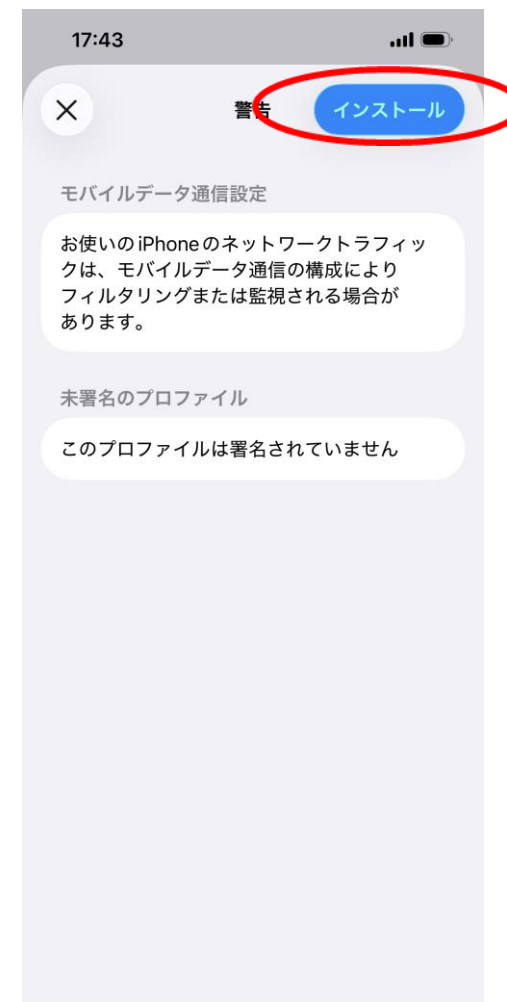 17:43
警告
インストール
モバイルデータ通信設定
お使いのiPhoneのネットワークトラフィッ
クは、モバイルデータ通信の構成により
フィルタリングまたは監視される場合が
あります。
未署名のプロファイル
このプロファイルは署名されていません